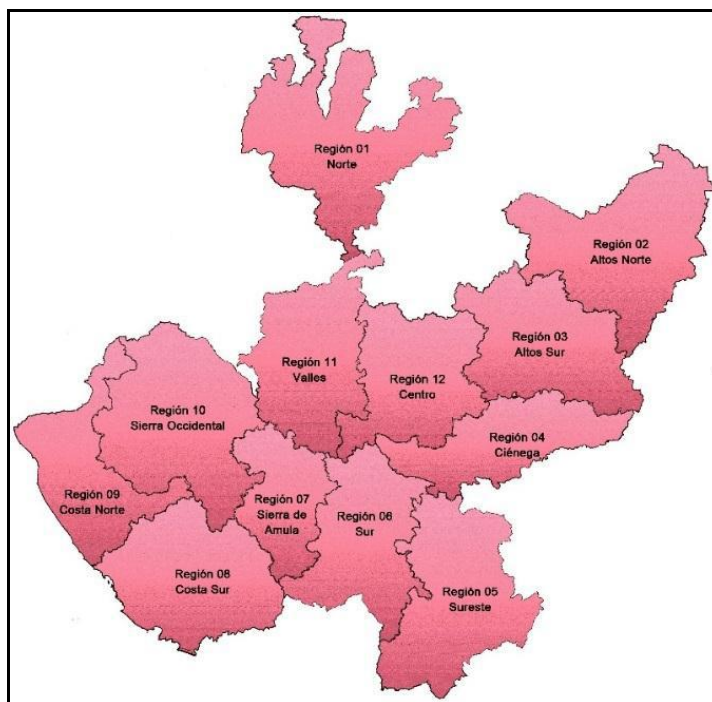 Región 01
Norte
Región 02
Altos Norte
Región 03
Altos Sur
Región 11
Valles
Región 12
Centro
Región 10
Sierra Occidental
Región 04
Ciénega
Región 09
Costa Norte
Región 07
Sierra de
Amula
Región 06
Sur
Región 08
Costa Sur
Región 05
Sureste